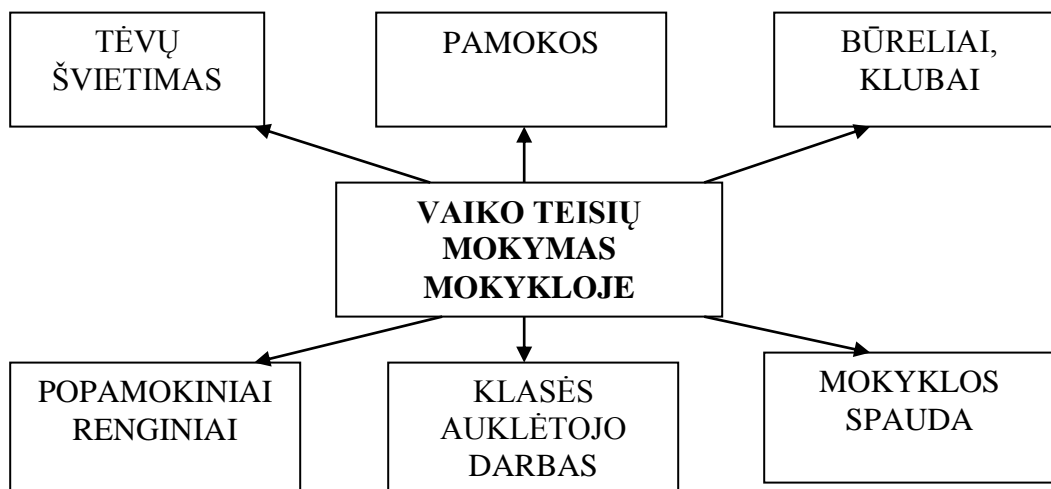 TĖVŲ
ŠVIETIMAS
PAMOKOS
BŪRELIAI,
KLUBAI
VAIKO TEISIŲ
MOKYMAS
MOKYKLOJE
POPAMOKINIAI
RENGINIAI
KLASĖS
AUKLĖTOJO
DARBAS
MOKYKLOS
SPAUDA